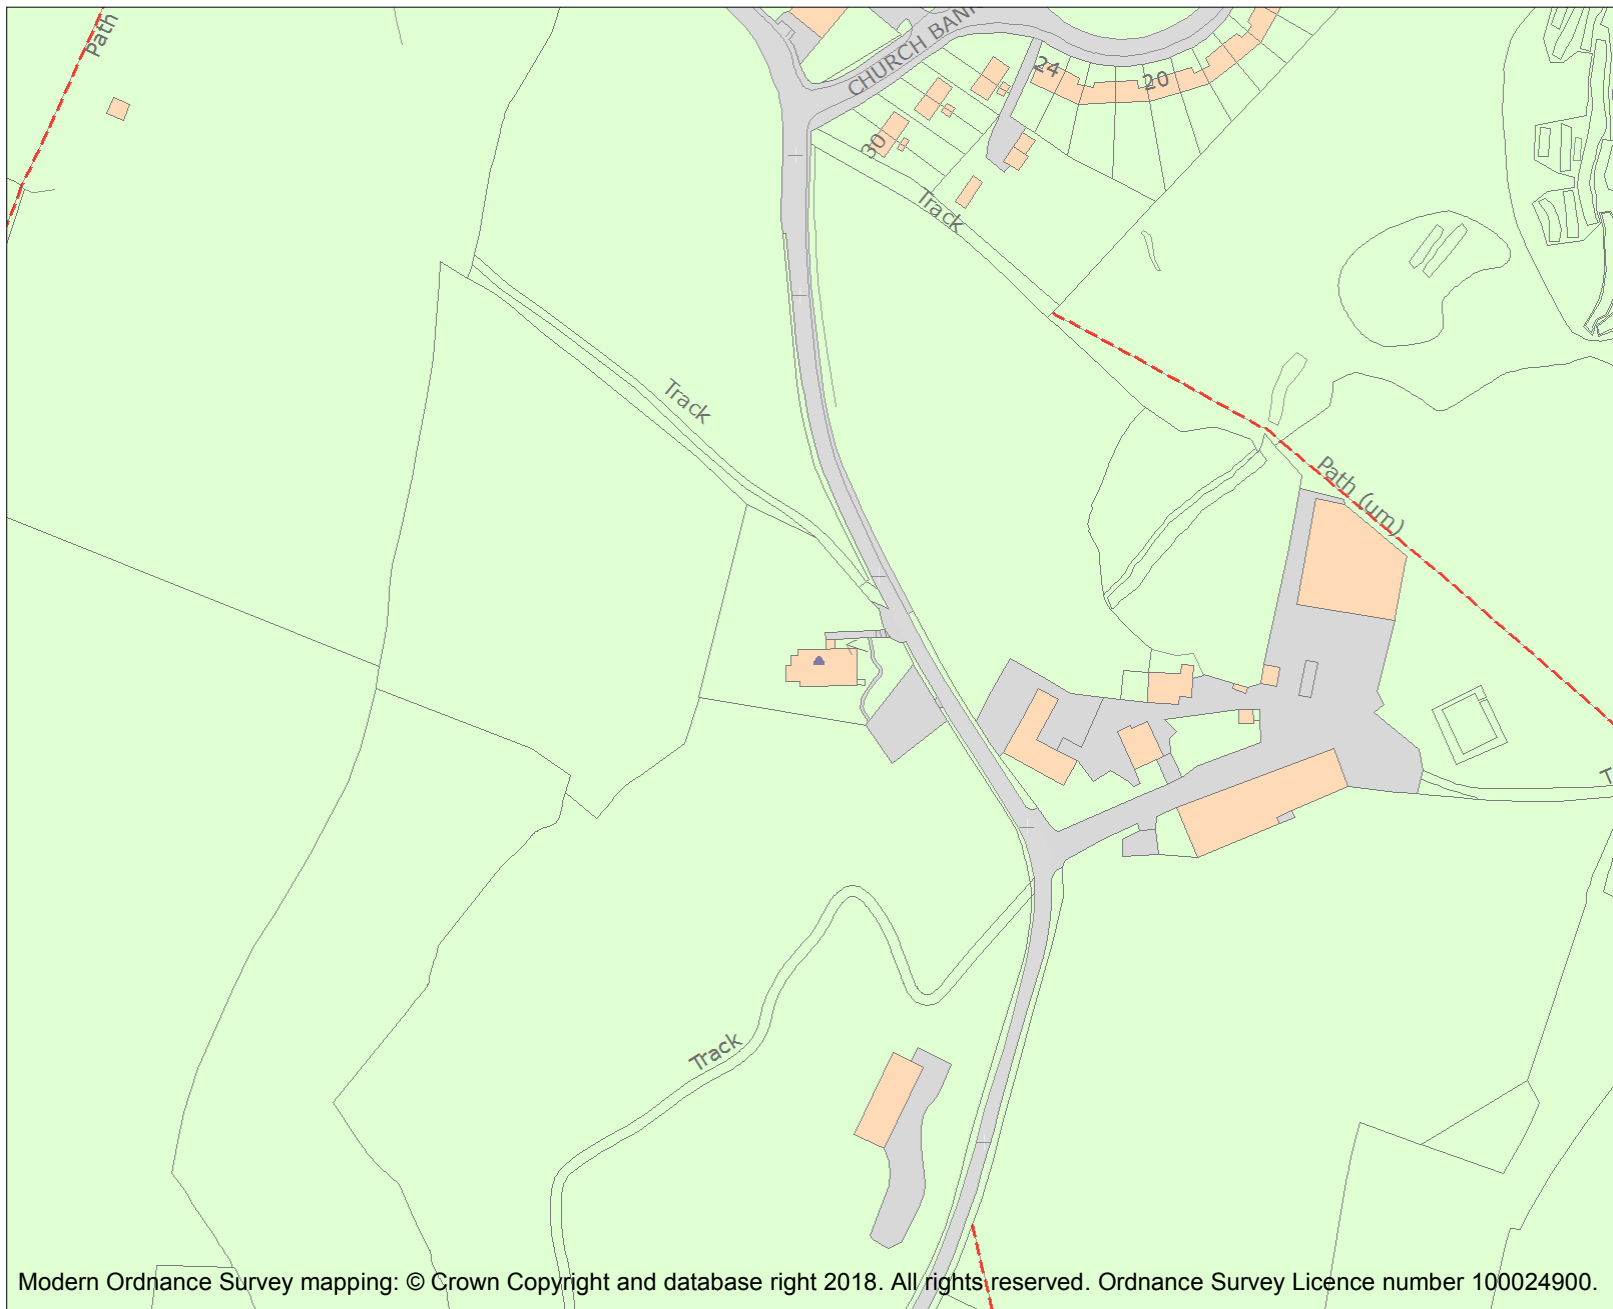 Path
CHURCH BANK
24
20
30
Track
Track
Path (um)
Track
Modern Ordnance Survey mapping: © Crown Copyright and database right 2018. All rights reserved. Ordnance Survey Licence number 100024900.